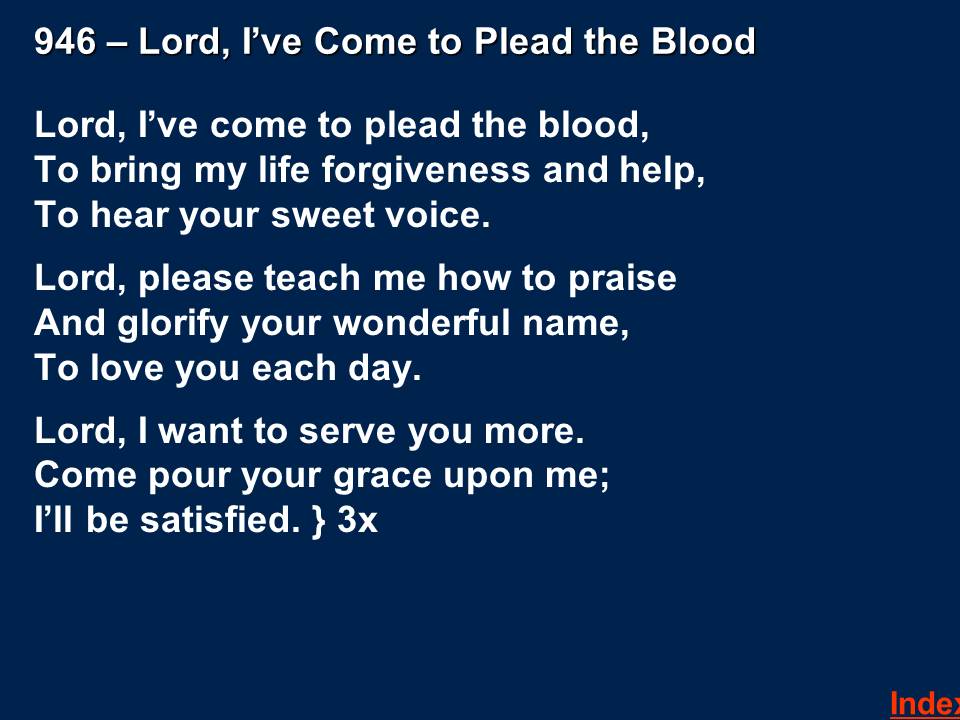 946 – Lord, I’ve Come to Plead the Blood
Lord, I’ve come to plead the blood,
To bring my life forgiveness and help,
To hear your sweet voice.
Lord, please teach me how to praise
And glorify your wonderful name,
To love you each day.
Lord, I want to serve you more.
Come pour your grace upon me;
I’ll be satisfied. } 3x
Index